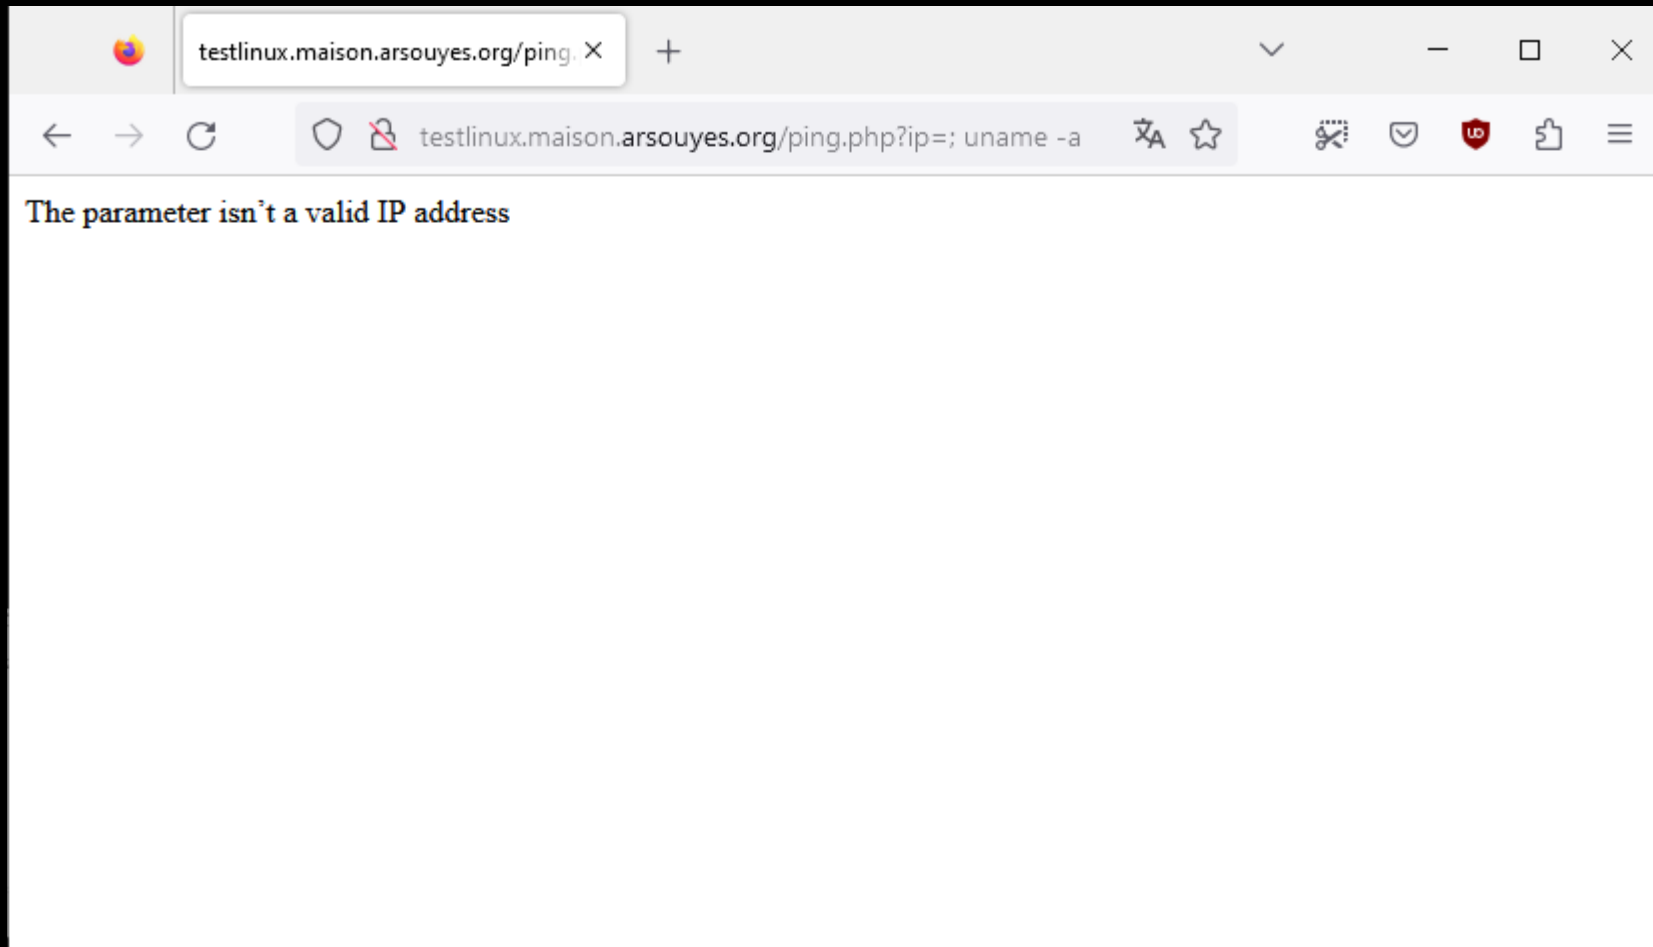 testlinux.maison.arsouyes.org/ping.
testlinux.maison.arsouyes.org/ping.php?ip=; uname -a
The parameter isn't a valid IP address